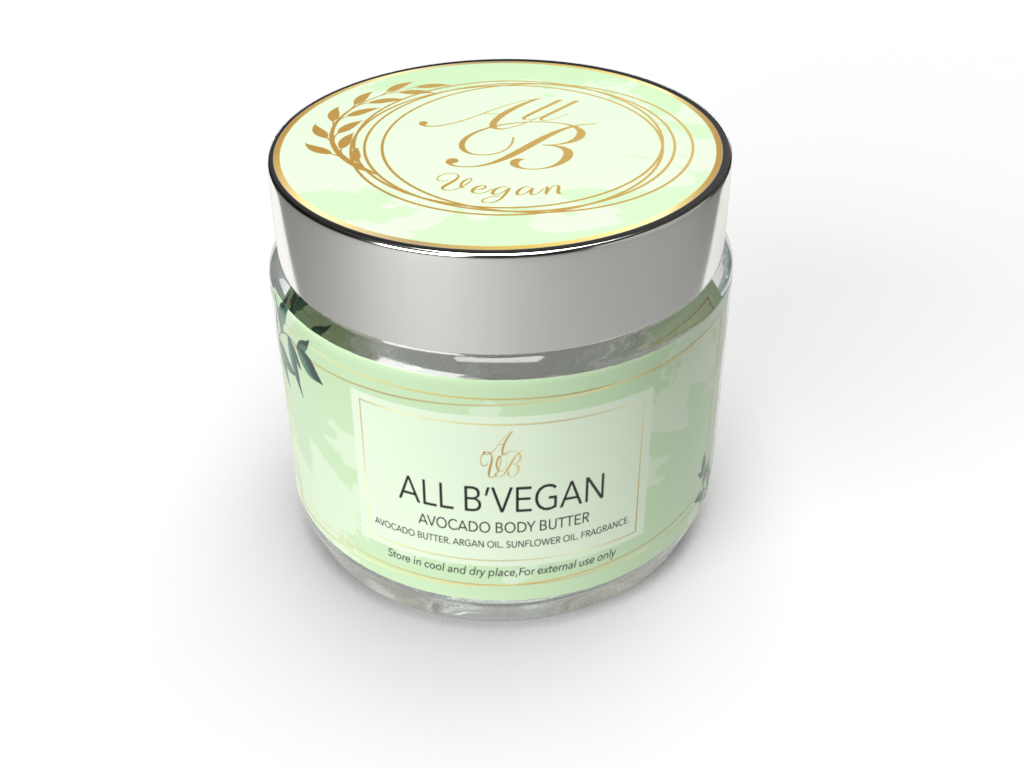 All
B
Vegan
A
VB
ALL B'VEGAN
AVOCADO BODY BUTTER
AVOCADO BUTTER. ARGAN OIL. SUNFLOWER OIL. FRAGRANCE.
Store in cool and dry place,For external use only